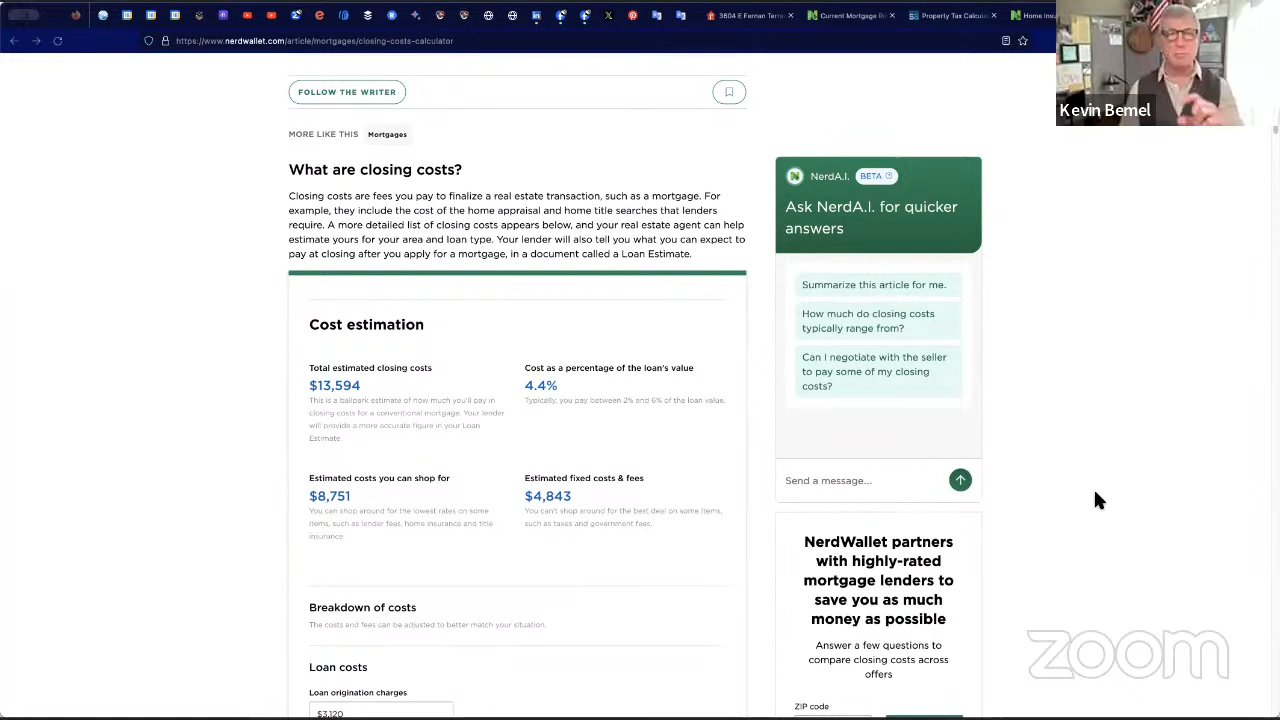 3604 E Fernan Terra
Current Mortgage Ra
Property Tax Calcula
Home Ins
https://www.nerdwallet.com/article/mortgages/closing-costs-calculator
Kevin Bemel
FOLLOW THE WRITER
MORE LIKE THIS Mortgages
What are closing costs?
Closing costs are fees you pay to finalize a real estate transaction, such as a mortgage. For
example, they include the cost of the home appraisal and home title searches that lenders
require. A more detailed list of closing costs appears below, and your real estate agent can help
estimate yours for your area and loan type. Your lender will also tell you what you can expect to
pay at closing after you apply for a mortgage, in a document called a Loan Estimate.
Cost estimation
Total estimated closing costs
$13,594
This is a ballpark estimate of how much you'll pay in
closing costs for a conventional mortgage. Your lender
will provide a more accurate figure in your Loan
Estimate.
Cost as a percentage of the loan's value
4.4%
Typically, you pay between 2% and 6% of the loan value.
Estimated costs you can shop for
$8,751
You can shop around for the lowest rates on some
items, such as lender fees, home insurance and title
insurance.
Estimated fixed costs & fees
$4,843
You can't shop around for the best deal on some items,
such as taxes and government fees.
Breakdown of costs
The costs and fees can be adjusted to better match your situation.
Loan costs
Loan origination charges
$3,120
NerdA.I. BETA
Ask NerdA.I. for quicker
answers
Summarize this article for me.
How much do closing costs
typically range from?
Can I negotiate with the seller
to pay some of my closing
costs?
Send a message...
NerdWallet partners
with highly-rated
mortgage lenders to
save you as much
money as possible
Answer a few questions to
compare closing costs across
offers
ZIP code
zoom